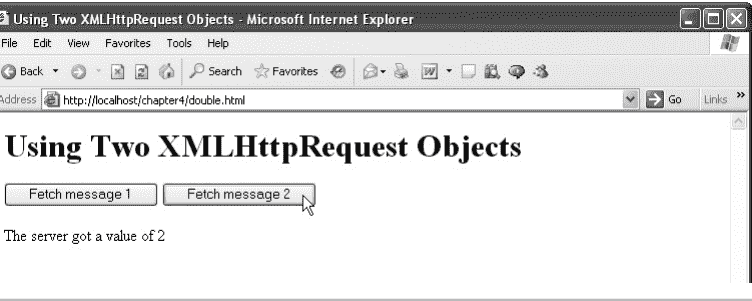 Using Two XMLHttpRequest Objects - Microsoft Internet Explorer
File Edit View Favorites Tools Help
Back Search Favorites
Address http://localhost/chapter4/double.html Go Links »
Using Two XMLHttpRequest Objects
Fetch message 1 Fetch message 2
The server got a value of 2